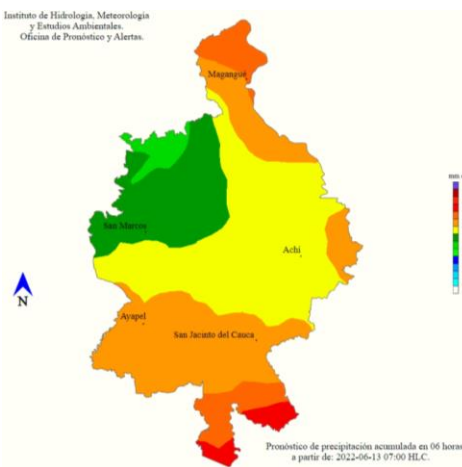 Instituto de Hidrología, Meteorología
y Estudios Ambientales.
Oficina de Pronóstico y Alertas.
Magangué
San Marcos
Achí
Ayapel
San Jacinto del Cauca
mm
N
Pronóstico de precipitación acumulada en 06 horas
a partir de: 2022-06-13 07:00 HLC.